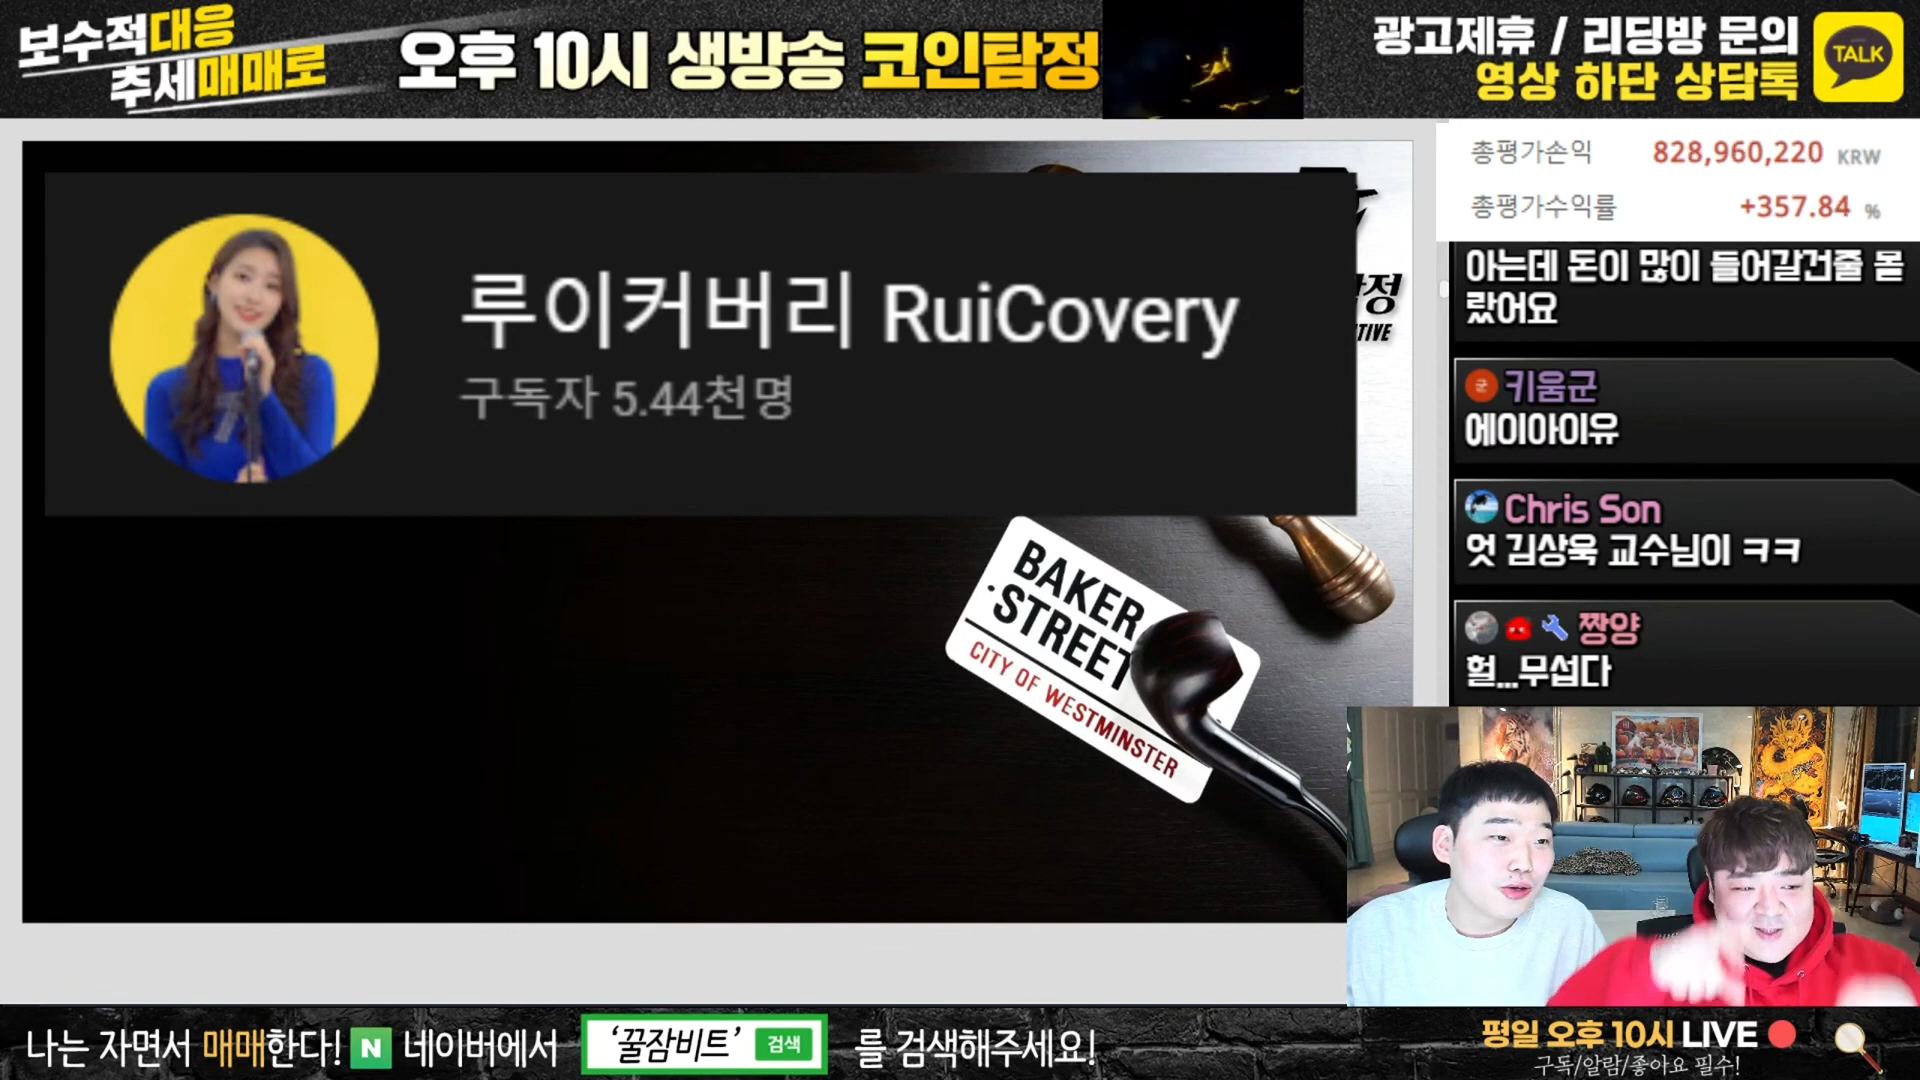 보수적대응
추세매매로
오후 10시 생방송 코인탐정
광고제휴 / 리딩방 문의
영상 하단 상담톡
TALK
총평가손익 828,960,220 KRW
총평가수익률 +357.84 %
루이커버리 RuiCovery
구독자 5.44천명
정
TIVE
BAKER
STREET
CITY OF WESTMINSTER
아는데 돈이 많이 들어갈건줄 몰
랐어요
군 키움군
에이아이유
Chris Son
엇 김상욱 교수님이 ㅋㅋ
짱양
헐...무섭다
나는 자면서 매매한다! N 네이버에서 ‘꿀잠비트’ 검색 를 검색해주세요!
평일 오후 10시 LIVE
구독/알람/좋아요 필수!